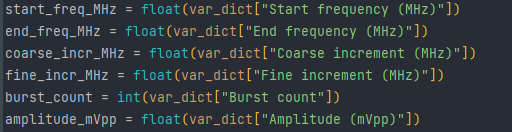 start_freq_MHz = float(var_dict["Start frequency (MHz)"])
end_freq_MHz = float(var_dict["End frequency (MHz)"])
coarse_incr_MHz = float(var_dict["Coarse increment (MHz)"])
fine_incr_MHz = float(var_dict["Fine increment (MHz)"])
burst_count = int(var_dict["Burst count"])
amplitude_mVpp = float(var_dict["Amplitude (mVpp)"])